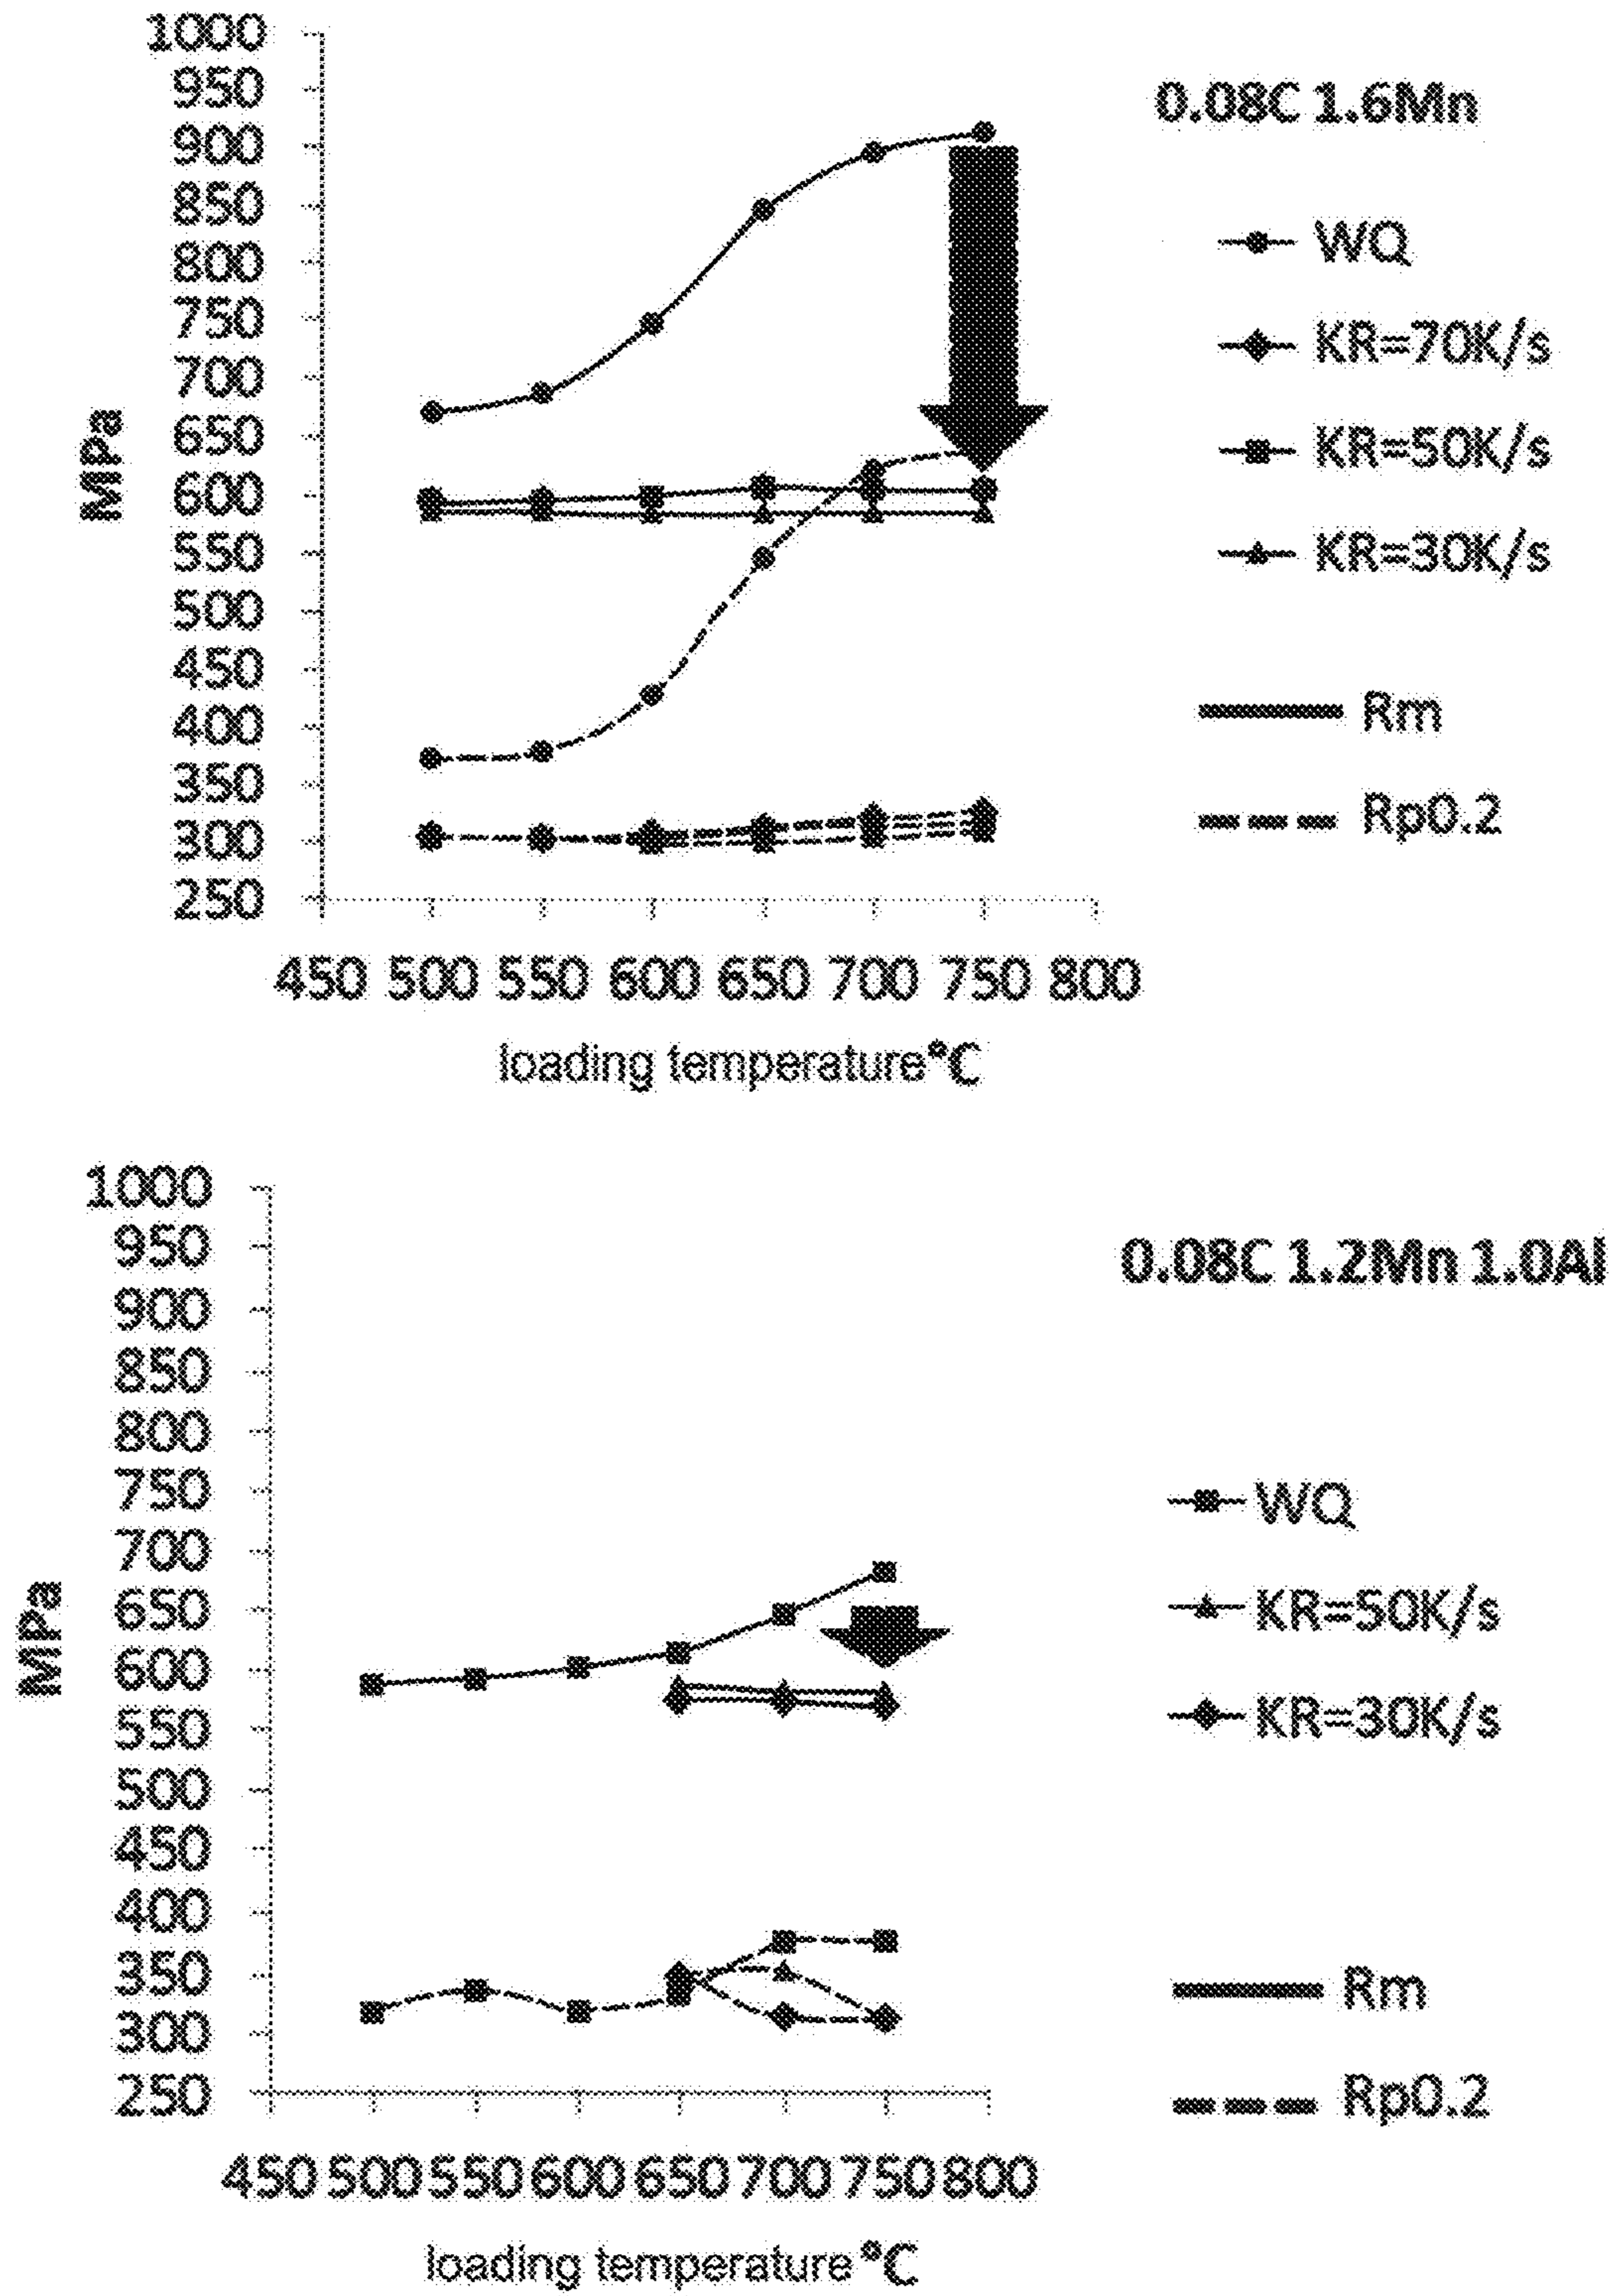 1000
950
900
850
800
750
700
650
600
550
500
450
400
350
300
250
MPa
0.08C 1.6Mn
WQ
KR=70K/s
KR=50K/s
KR=30K/s
Rm
Rp0.2
450 500 550 600 650 700 750 800
loading temperature°C
1000
950
900
850
800
750
700
650
600
550
500
450
400
350
300
250
MPa
0.08C 1.2Mn 1.0Al
WQ
KR=50K/s
KR=30K/s
Rm
Rp0.2
450 500 550 600 650 700 750 800
loading temperature °C